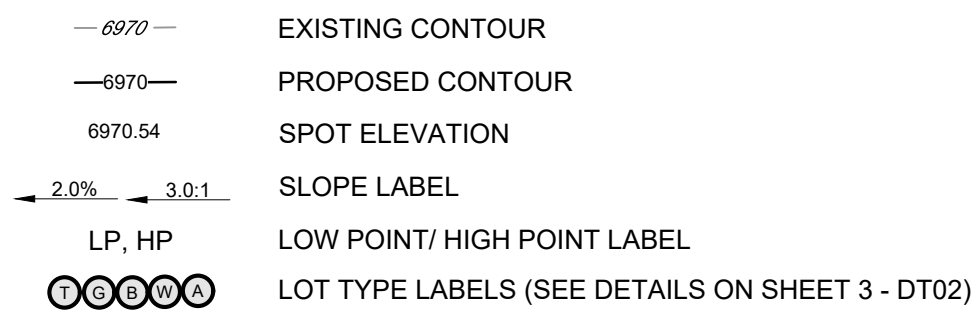 6970 EXISTING CONTOUR
6970 PROPOSED CONTOUR
6970.54 SPOT ELEVATION
2.0% 3.0:1 SLOPE LABEL
LP, HP LOW POINT/ HIGH POINT LABEL
T G B W A LOT TYPE LABELS (SEE DETAILS ON SHEET 3 - DT02)